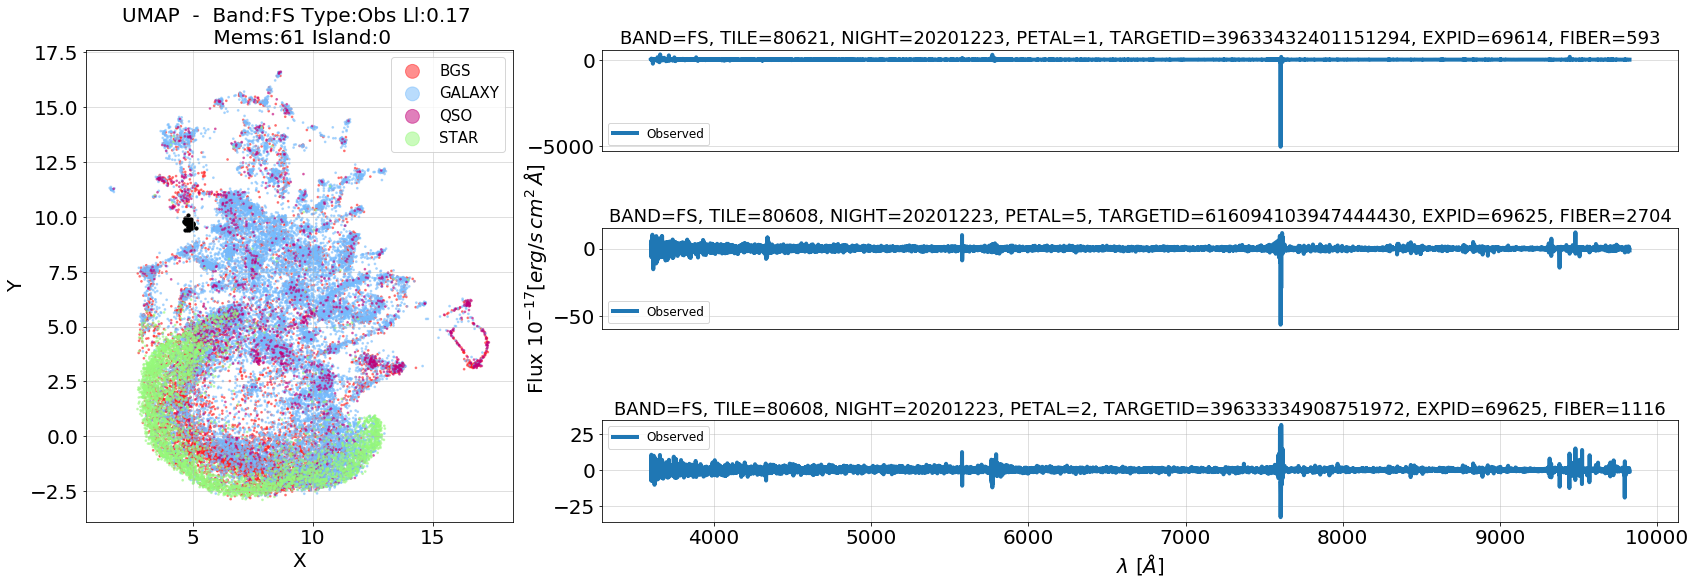 UMAP - Band:FS Type:Obs Ll:0.17
Mems:61 Island:0
17.5
15.0
12.5
10.0
7.5
5.0
2.5
0.0
−2.5
Y
BGS
GALAXY
QSO
STAR
5
10
15
X
BAND=FS, TILE=80621, NIGHT=20201223, PETAL=1, TARGETID=39633432401151294, EXPID=69614, FIBER=593
0
−5000
Observed
Flux 10⁻¹⁷[erg/s cm² Å]
BAND=FS, TILE=80608, NIGHT=20201223, PETAL=5, TARGETID=616094103947444430, EXPID=69625, FIBER=2704
0
−50
Observed
BAND=FS, TILE=80608, NIGHT=20201223, PETAL=2, TARGETID=39633334908751972, EXPID=69625, FIBER=1116
25
0
−25
Observed
4000
5000
6000
7000
8000
9000
10000
λ [Å]